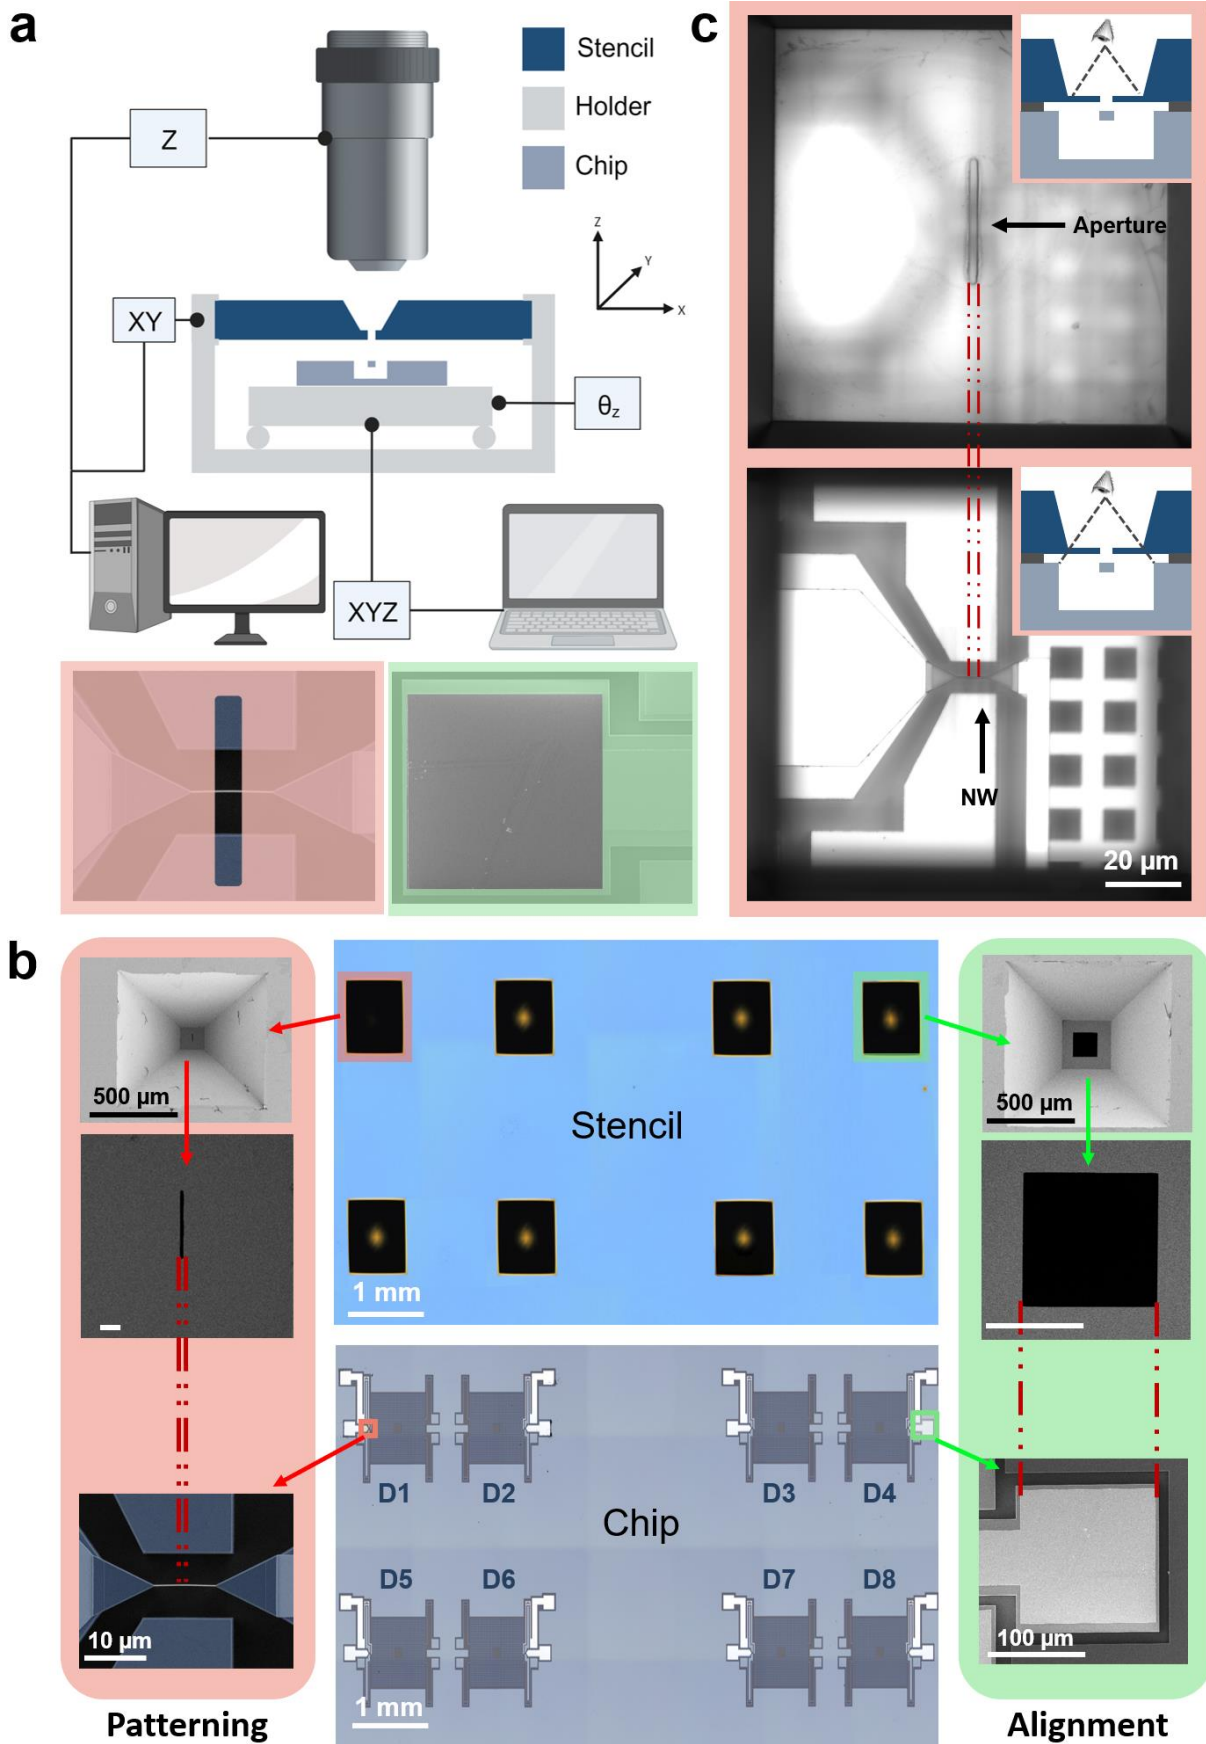 a
Stencil
Holder
Chip
Z
XY
θz
XYZ
Z
Y
X
c
Aperture
NW
20 µm
b
500 µm
10 µm
Patterning
Stencil
1 mm
D1
D2
D3
D4
Chip
D5
D6
D7
D8
1 mm
500 µm
100 µm
Alignment